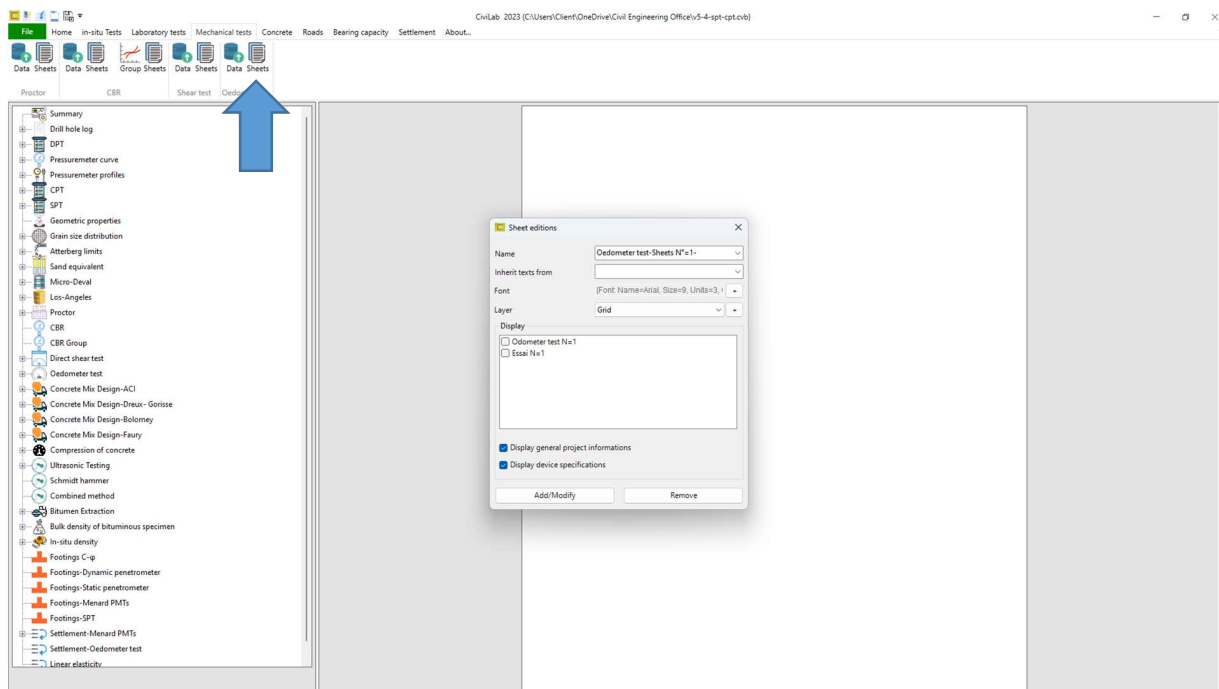 CiviLab 2023 (C:\Users\Client\OneDrive\Civil Engineering Office\v5-4-spt-cpt.cvb)
File Home in-situ Tests Laboratory tests Mechanical tests Concrete Roads Bearing capacity Settlement About...
Data Sheets Data Sheets Group Sheets Data Sheets Data Sheets
Proctor CBR Shear test
Summary
Drill hole log
DPT
Pressuremeter curve
Pressuremeter profiles
CPT
SPT
Geometric properties
Grain size distribution
Atterberg limits
Sand equivalent
Micro-Deval
Los-Angeles
Proctor
CBR
CBR Group
Direct shear test
Oedometer test
Concrete Mix Design-ACI
Concrete Mix Design-Dreux- Gorisse
Concrete Mix Design-Bolomey
Concrete Mix Design-Faury
Compression of concrete
Ultrasonic Testing
Schmidt hammer
Combined method
Bitumen Extraction
Bulk density of bituminous specimen
In-situ density
Footings C-φ
Footings-Dynamic penetrometer
Footings-Static penetrometer
Footings-Menard PMTs
Footings-SPT
Settlement-Menard PMTs
Settlement-Oedometer test
Linear elasticity
Sheet editions
Name Oedometer test-Sheets N°=1-
Inherit texts from
Font [Font: Name=Arial, Size=9, Units=3,
Layer Grid
Display
Odometer test N=1
Essai N=1
Display general project informations
Display device specifications
Add/Modify Remove